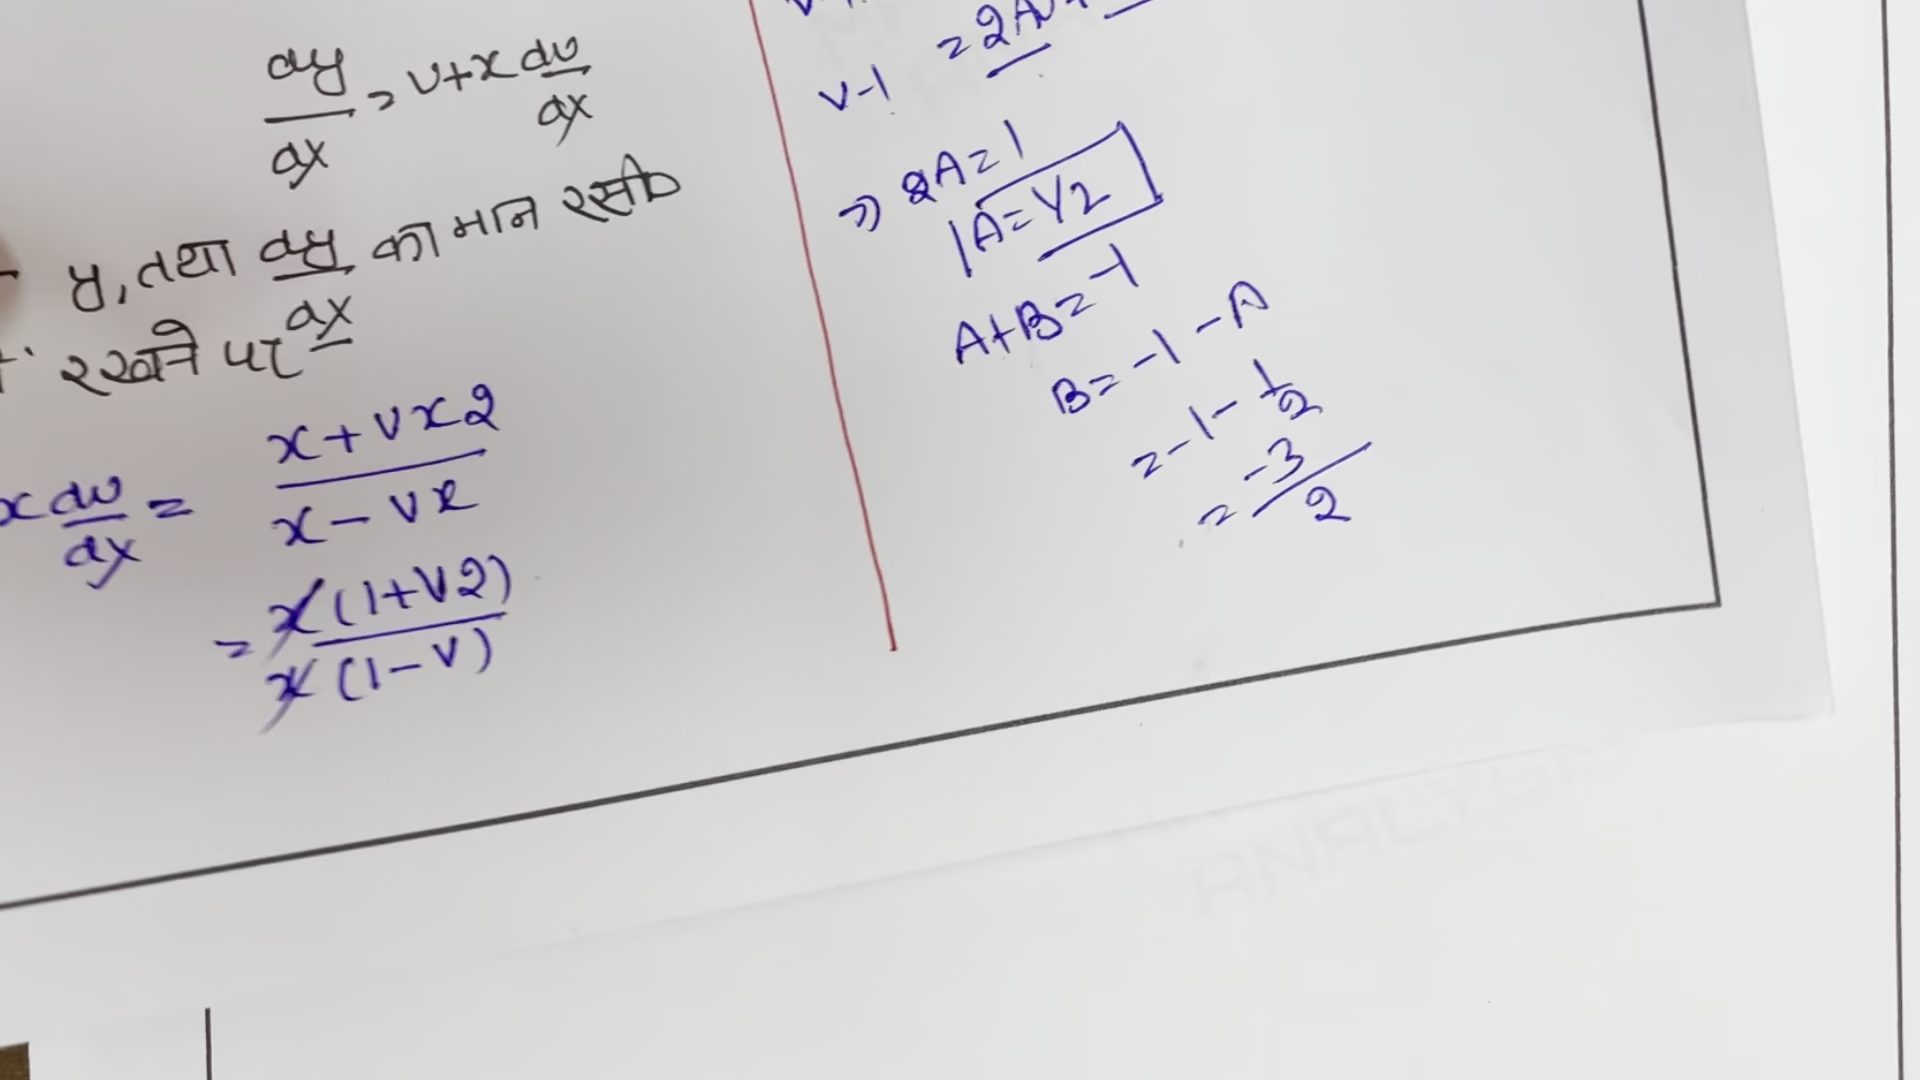 dy/dx = v+x dv/dx
y, तथा dy/dx का मान
रखने पर
x dv/dx = x+vx2 / x-vx
= x(1+v2) / x(1-v)
v-1 = 2Av
⇒ 2A=1
A=1/2
A+B=-1
B=-1-A
=-1-1/2
=-3/2